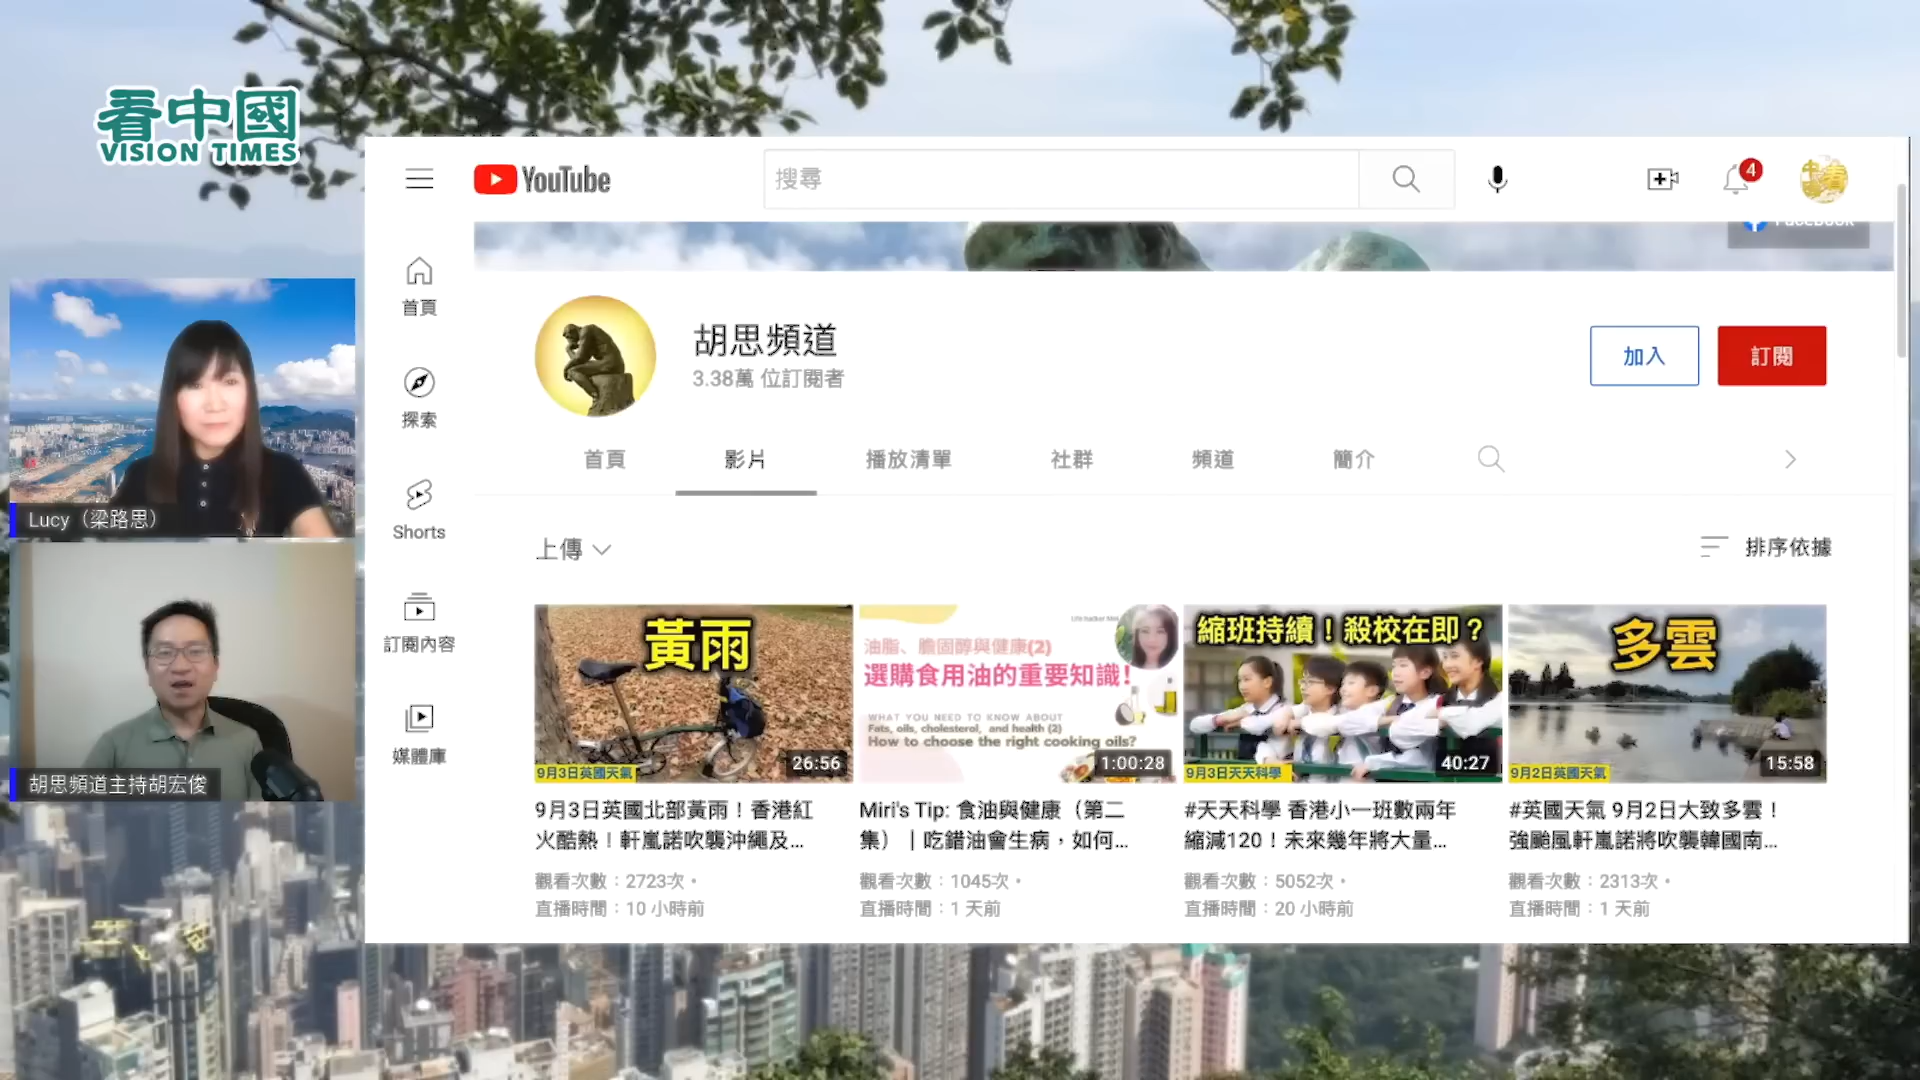 看中國
VISION TIMES
YouTube
搜尋
4
Facebook
首頁
探索
Shorts
訂閱內容
媒體庫
胡思頻道
3.38萬 位訂閱者
加入
訂閱
首頁
影片
播放清單
社群
頻道
簡介
上傳
排序依據
黃雨
9月3日英國天氣
26:56
油脂、膽固醇與健康(2)
選購食用油的重要知識!
WHAT YOU NEED TO KNOW ABOUT
Fats, oils, cholesterol, and health (2)
How to choose the right cooking oils?
1:00:28
縮班持續！殺校在即？
9月3日天天科學
40:27
多雲
9月2日英國天氣
15:58
9月3日英國北部黃雨！香港紅
火酷熱！軒嵐諾吹襲沖繩及...
觀看次數：2723次・
直播時間：10 小時前
Miri's Tip: 食油與健康（第二
集）｜吃錯油會生病，如何...
觀看次數：1045次・
直播時間：1 天前
#天天科學 香港小一班數兩年
縮減120！未來幾年將大量...
觀看次數：5052次・
直播時間：20 小時前
#英國天氣 9月2日大致多雲！
強颱風軒嵐諾將吹襲韓國南...
觀看次數：2313次・
直播時間：1 天前
Lucy（梁路思）
胡思頻道主持胡宏俊